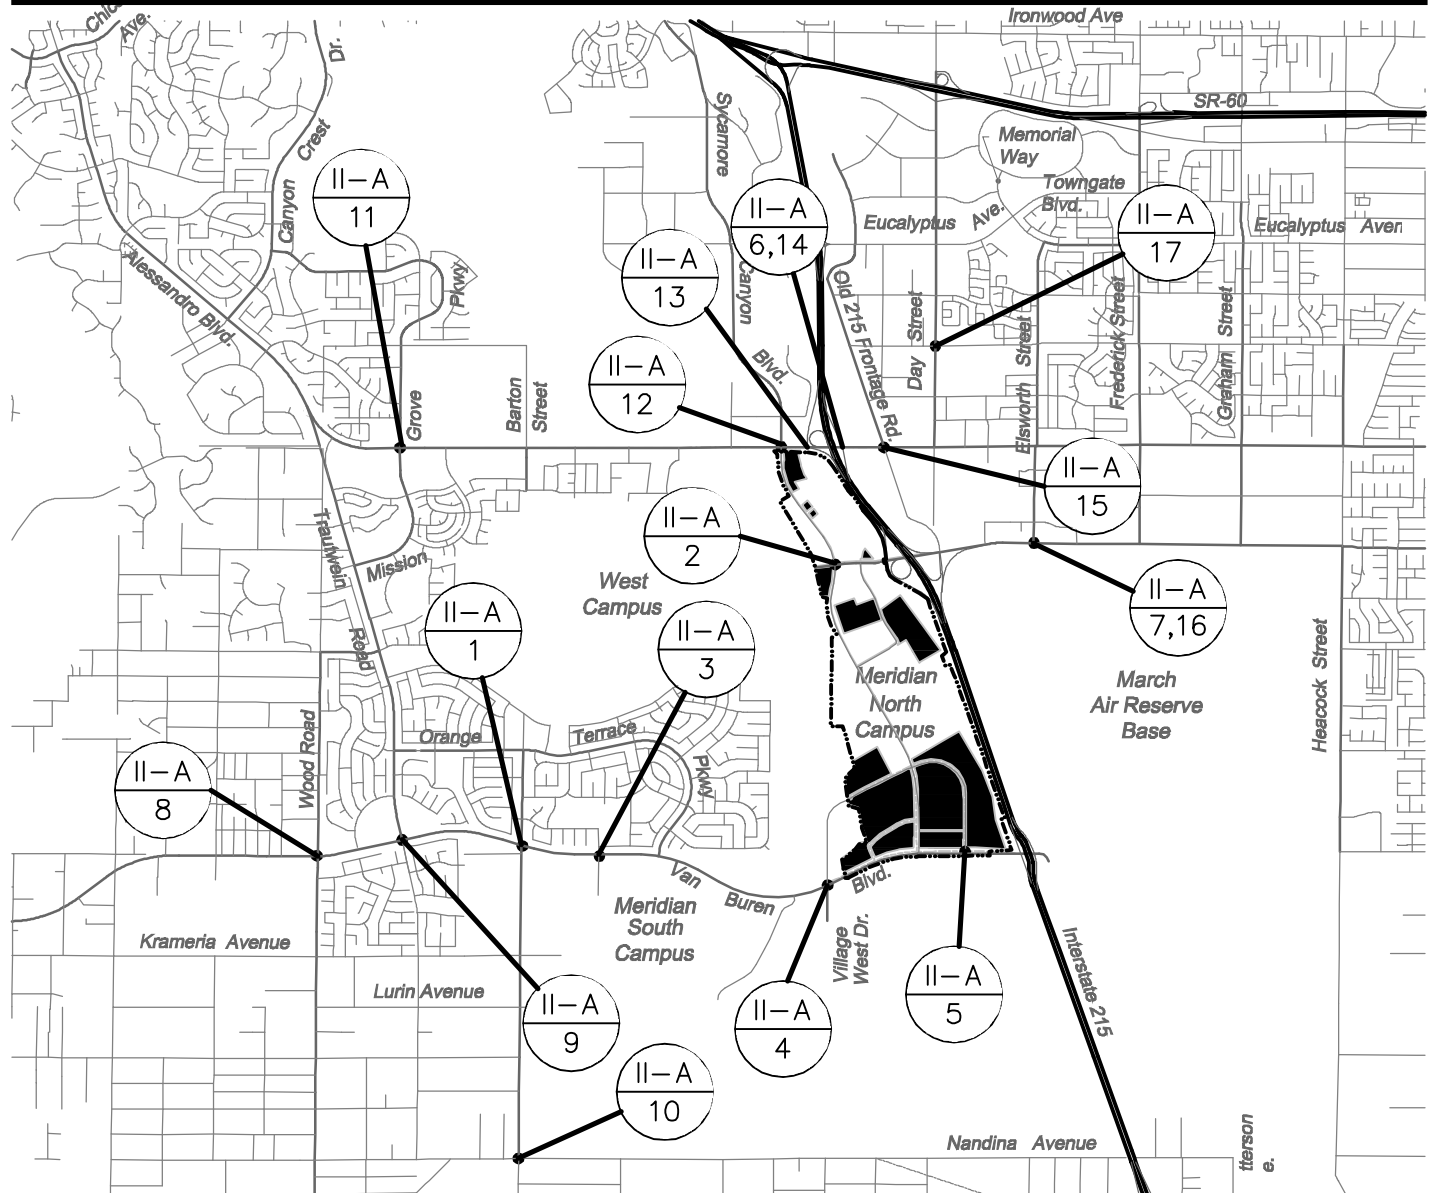 Ironwood Ave
Ave.
Dr.
Crest
Canyon
Sycamore
SR-60
Memorial
Way
Towngate
Blvd.
Eucalyptus Ave.
Eucalyptus Aven
II-A
11
II-A
6,14
II-A
17
II-A
13
Canyon
Blvd.
Pkwy
Alessandro Blvd.
Old 215 Frontage Rd.
Day Street
Elsworth Street
Frederick Street
Graham Street
II-A
12
Grove
Barton
Street
II-A
15
II-A
2
Trautwein
Road
Mission
West
Campus
II-A
7,16
II-A
1
II-A
3
Meridian
North
Campus
March
Air Reserve
Base
Heacock Street
Wood Road
Orange Terrace
Pkwy
II-A
8
Van Buren Blvd.
Meridian
South
Campus
Village
West Dr.
Krameria Avenue
Lurin Avenue
II-A
9
II-A
4
II-A
5
Interstate 215
II-A
10
Nandina Avenue
tterson
e.